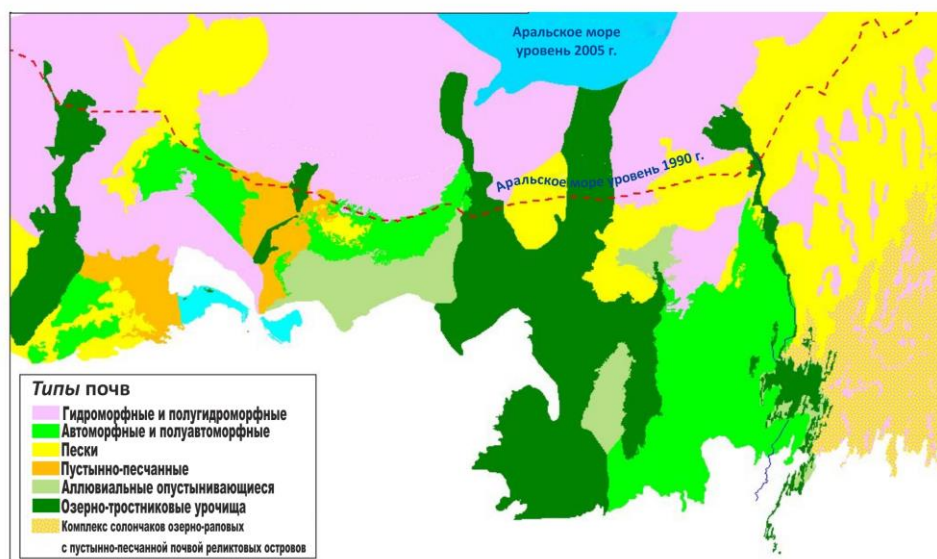 Аральское море
уровень 2005 г.
Аральское море уровень 1990 г.
Типы почв
Гидроморфные и полугидроморфные
Автоморфные и полуавтоморфные
Пески
Пустынно-песчанные
Аллювиальные опустынивающиеся
Озерно-тростниковые урочища
Комплекс солончаков озерно-раповых
с пустынно-песчанной почвой реликтовых островов